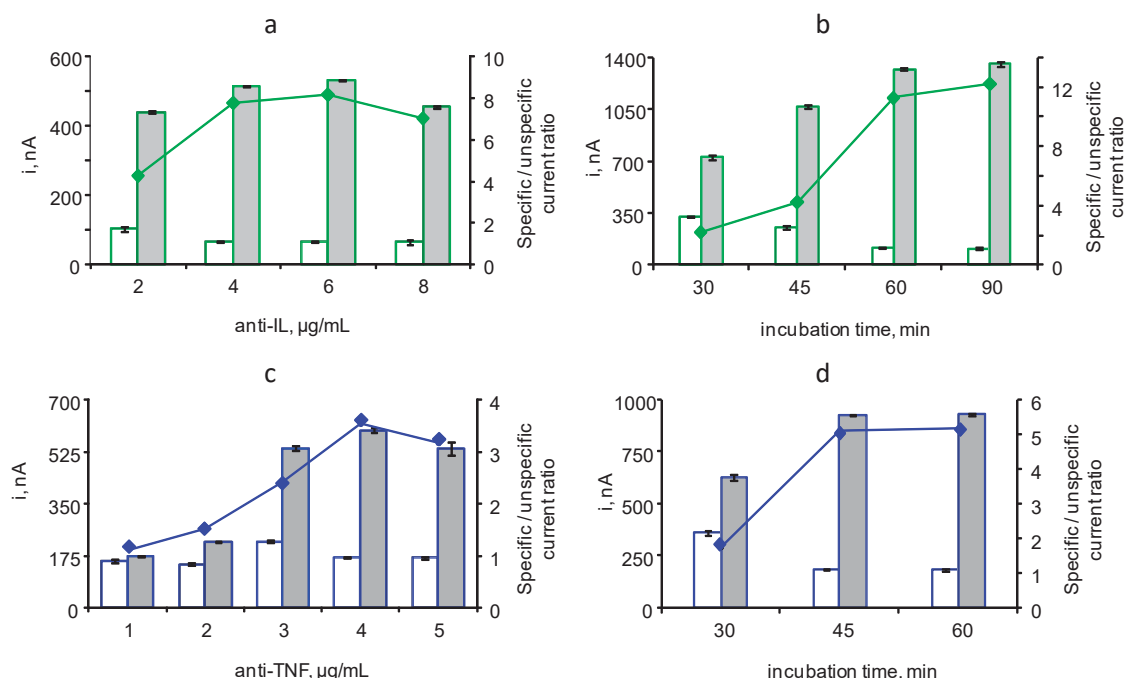 a
600
400
200
0
i, nA
2
4
6
8
anti-IL, µg/mL
10
8
6
4
2
0
Specific / unspecific
current ratio
b
1400
1050
700
350
0
i, nA
30
45
60
90
incubation time, min
12
8
4
0
Specific / unspecific
current ratio
c
700
525
350
175
0
i, nA
1
2
3
4
5
anti-TNF, µg/mL
4
3
2
1
0
Specific / unspecific
current ratio
d
1000
750
500
250
0
i, nA
30
45
60
incubation time, min
6
5
4
3
2
1
0
Specific / unspecific
current ratio